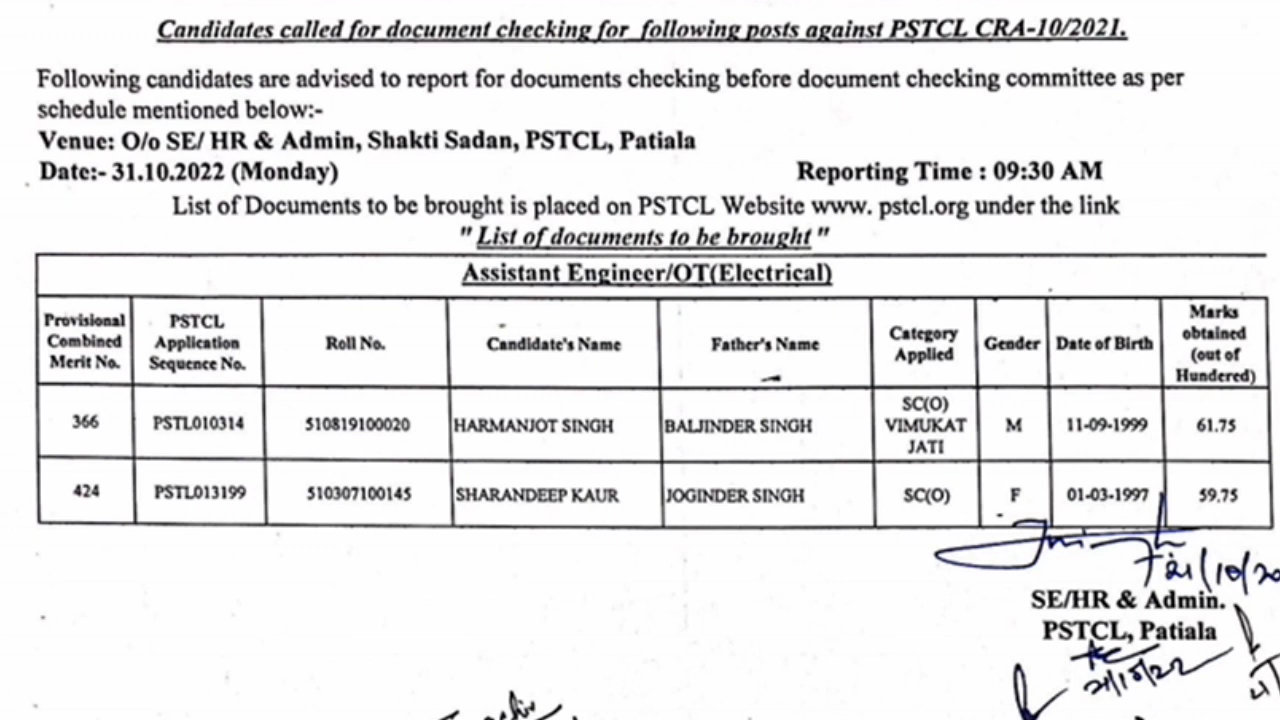 Candidates called for document checking for following posts against PSTCL CRA-10/2021.
Following candidates are advised to report for documents checking before document checking committee as per
schedule mentioned below:-
Venue: O/o SE/ HR & Admin, Shakti Sadan, PSTCL, Patiala
Date:- 31.10.2022 (Monday) Reporting Time : 09:30 AM
List of Documents to be brought is placed on PSTCL Website www. pstcl.org under the link
" List of documents to be brought "
Assistant Engineer/OT(Electrical)
Provisional Combined Merit No. PSTCL Application Sequence No. Roll No. Candidate's Name Father's Name Category Applied Gender Date of Birth Marks obtained (out of Hundered)
366 PSTL010314 510819100020 HARMANJOT SINGH BALJINDER SINGH SC(O) VIMUKAT JATI M 11-09-1999 61.75
424 PSTL013199 510307100145 SHARANDEEP KAUR JOGINDER SINGH SC(O) F 01-03-1997 59.75
21/10/20
SE/HR & Admin.
PSTCL, Patiala
21/10/22